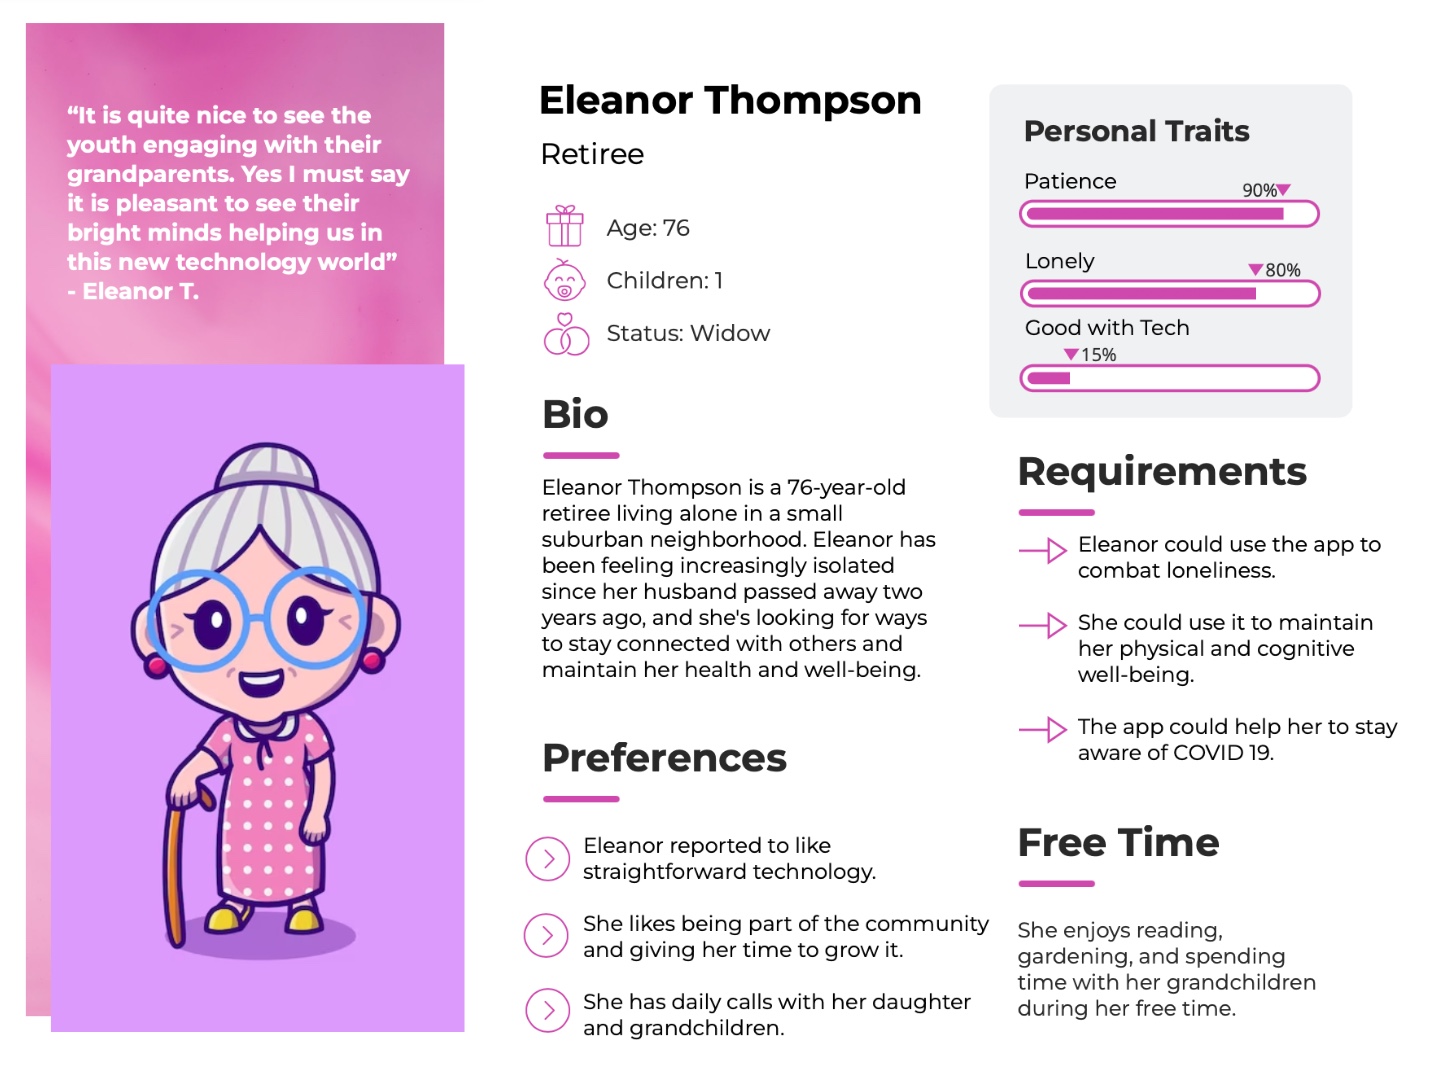 “It is quite nice to see the
youth engaging with their
grandparents. Yes I must say
it is pleasant to see their
bright minds helping us in
this new technology world”
- Eleanor T.
Eleanor Thompson
Retiree
Age: 76
Children: 1
Status: Widow
Bio
Eleanor Thompson is a 76-year-old
retiree living alone in a small
suburban neighborhood. Eleanor has
been feeling increasingly isolated
since her husband passed away two
years ago, and she's looking for ways
to stay connected with others and
maintain her health and well-being.
Preferences
Eleanor reported to like
straightforward technology.
She likes being part of the community
and giving her time to grow it.
She has daily calls with her daughter
and grandchildren.
Personal Traits
Patience
90%
Lonely
80%
Good with Tech
15%
Requirements
Eleanor could use the app to
combat loneliness.
She could use it to maintain
her physical and cognitive
well-being.
The app could help her to stay
aware of COVID 19.
Free Time
She enjoys reading,
gardening, and spending
time with her grandchildren
during her free time.